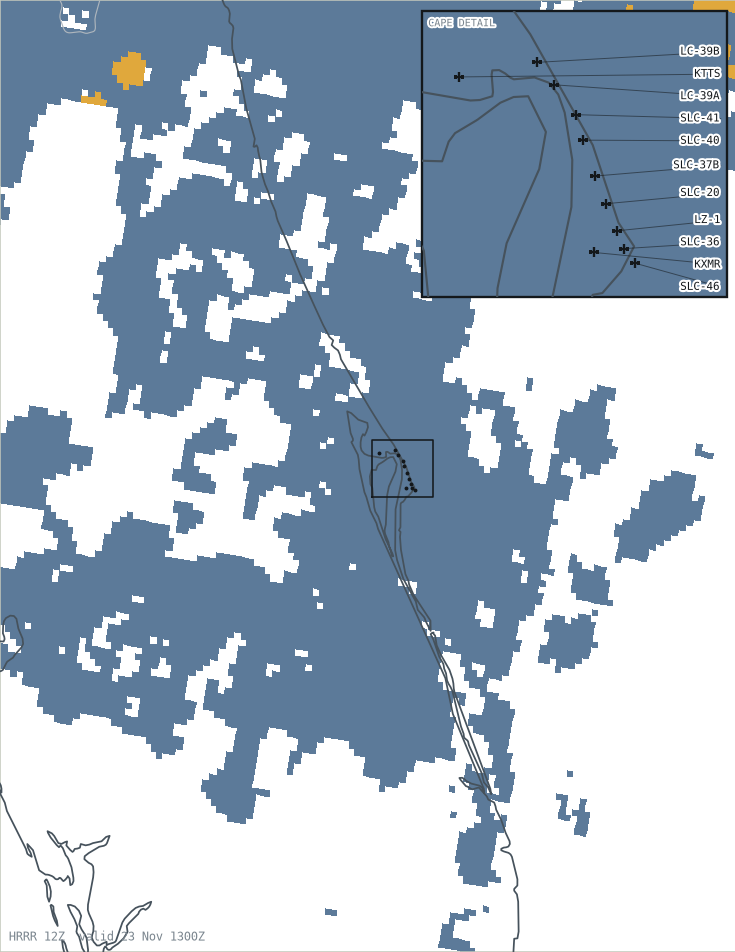 CAPE DETAIL
LC-39B
KTTS
LC-39A
SLC-41
SLC-40
SLC-37B
SLC-20
LZ-1
SLC-36
KXMR
SLC-46
HRRR 12Z valid 23 Nov 1300Z